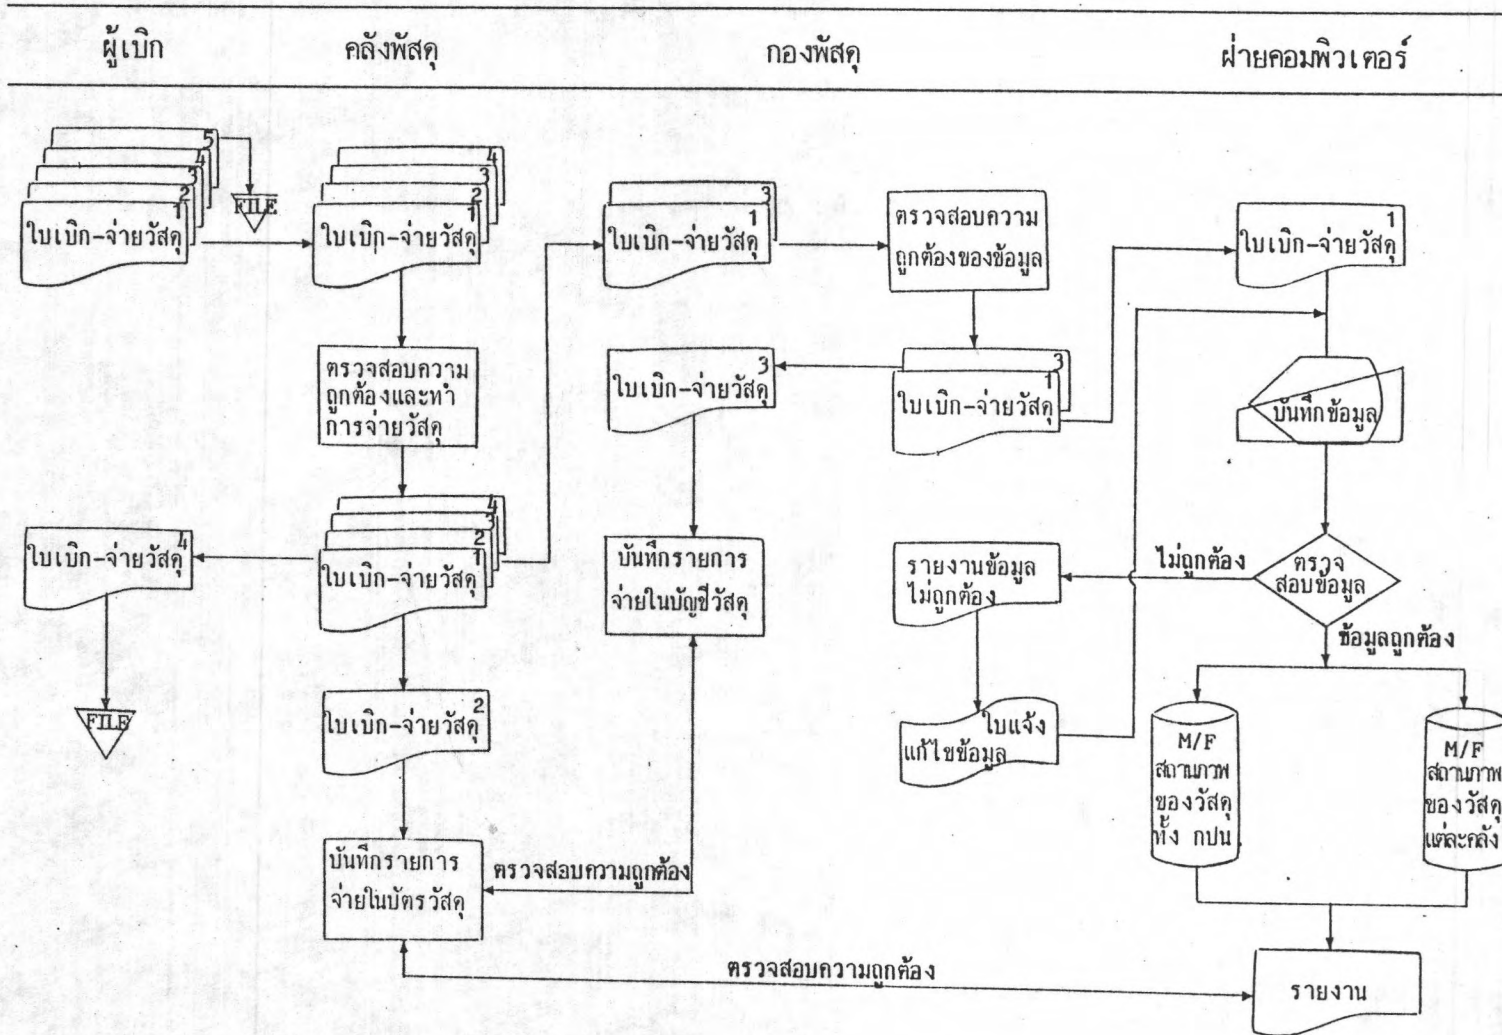 ผู้เบิก
คลังพัสดุ
กองพัสดุ
ฝ่ายคอมพิวเตอร์
5
4
3
2
1
ใบเบิก-จ่ายวัสดุ
FILE
4
3
2
1
ใบเบิก-จ่ายวัสดุ
ตรวจสอบความ
ถูกต้องและทำ
การจ่ายวัสดุ
4
3
2
1
ใบเบิก-จ่ายวัสดุ
4
ใบเบิก-จ่ายวัสดุ
FILE
2
ใบเบิก-จ่ายวัสดุ
บันทึกรายการ
จ่ายในบัตรวัสดุ
ตรวจสอบความถูกต้อง
3
1
ใบเบิก-จ่ายวัสดุ
ตรวจสอบความ
ถูกต้องของข้อมูล
3
1
ใบเบิก-จ่ายวัสดุ
3
ใบเบิก-จ่ายวัสดุ
บันทึกรายการ
จ่ายในบัญชีวัสดุ
รายงานข้อมูล
ไม่ถูกต้อง
ใบแจ้ง
แก้ไขข้อมูล
1
ใบเบิก-จ่ายวัสดุ
บันทึกข้อมูล
ตรวจ
สอบข้อมูล
ไม่ถูกต้อง
ข้อมูลถูกต้อง
M/F
สถานภาพ
ของวัสดุ
ทั้ง กปน
M/F
สถานภาพ
ของวัสดุ
แต่ละคลัง
ตรวจสอบความถูกต้อง
รายงาน